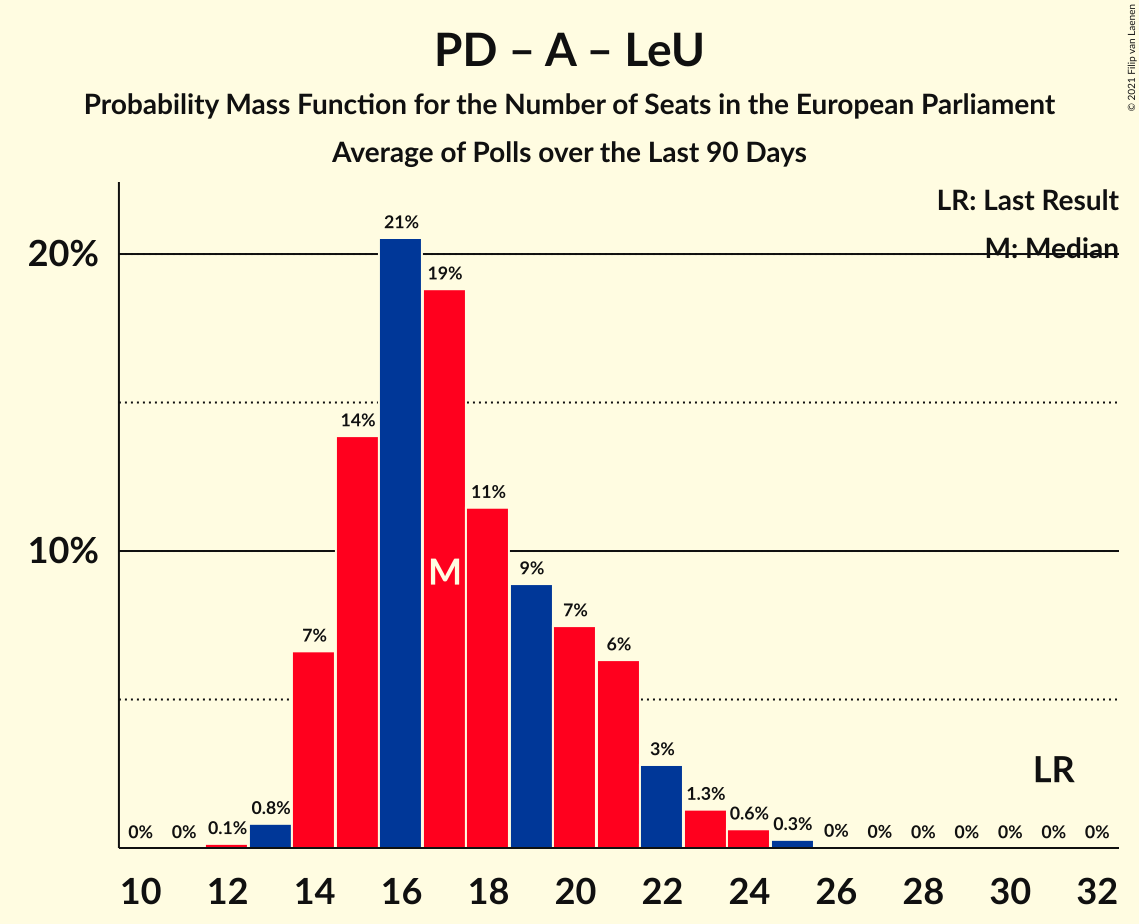 PD – A – LeU
Probability Mass Function for the Number of Seats in the European Parliament
Average of Polls over the Last 90 Days
© 2021 Filip van Laenen
LR: Last Result
M: Median
20%
10%
0% 0% 0.1% 0.8% 7% 14% 21% 19% 11% 9% 7% 6% 3% 1.3% 0.6% 0.3% 0% 0% 0% 0% 0% 0% 0%
M
LR
10 12 14 16 18 20 22 24 26 28 30 32